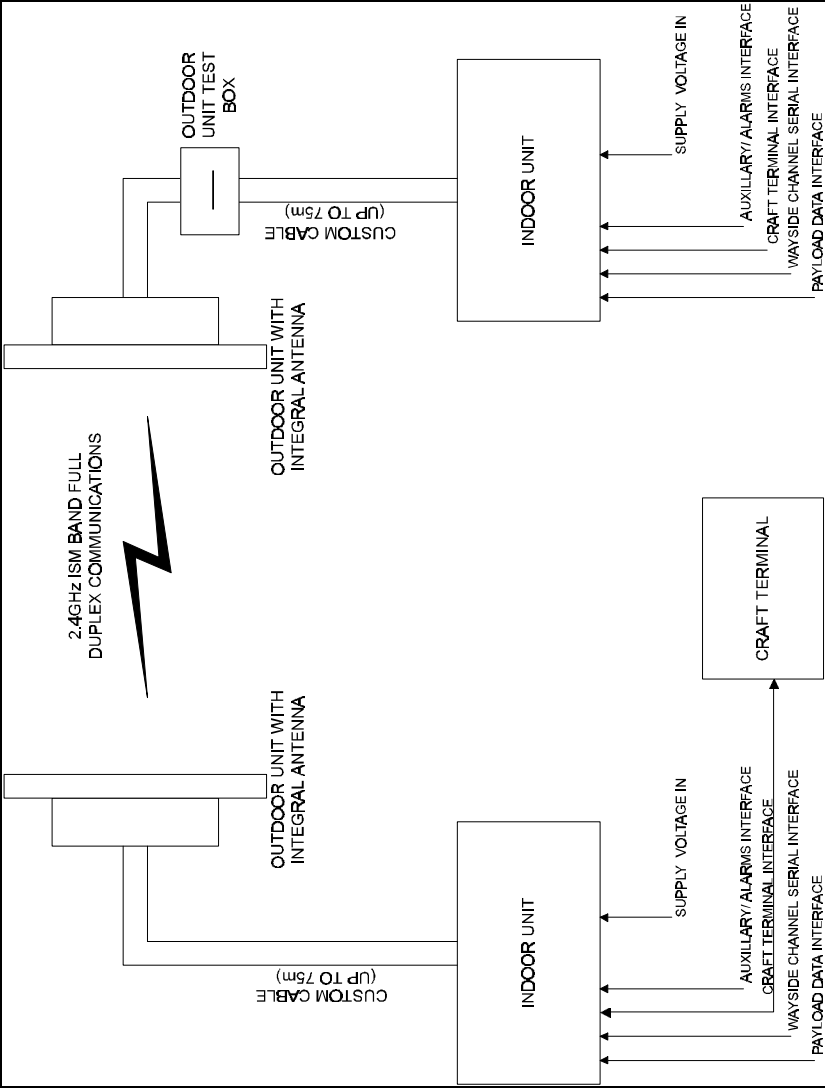 2.4GHz ISM BAND FULL
DUPLEX COMMUNICATIONS
OUTDOOR UNIT WITH
INTEGRAL ANTENNA
OUTDOOR UNIT WITH
INTEGRAL ANTENNA
OUTDOOR
UNIT TEST
BOX
CUSTOM CABLE
(UP TO 75m)
CUSTOM CABLE
(UP TO 75m)
INDOOR UNIT
INDOOR UNIT
SUPPLY VOLTAGE IN
AUXILLARY/ ALARMS INTERFACE
CRAFT TERMINAL INTERFACE
WAYSIDE CHANNEL SERIAL INTERFACE
PAYLOAD DATA INTERFACE
CRAFT TERMINAL
SUPPLY VOLTAGE IN
AUXILLARY/ ALARMS INTERFACE
CRAFT TERMINAL INTERFACE
WAYSIDE CHANNEL SERIAL INTERFACE
PAYLOAD DATA INTERFACE